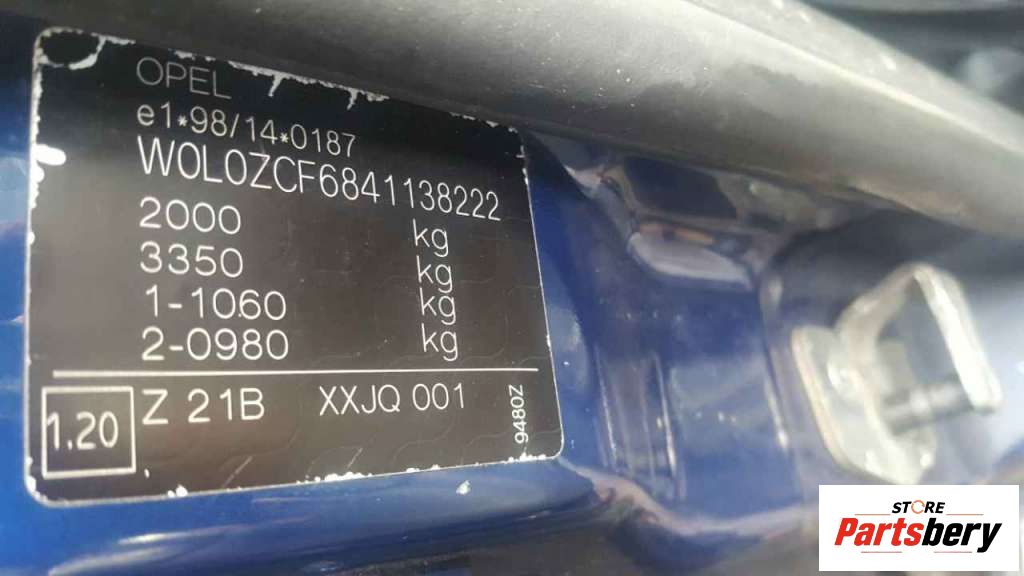 OPEL
e1*98/14*0187
W0L0ZCF6841138222
2000 kg
3350 kg
1-1060 kg
2-0980 kg
1.20 Z 21B XXJQ 001
9480Z
STORE
Partsbery